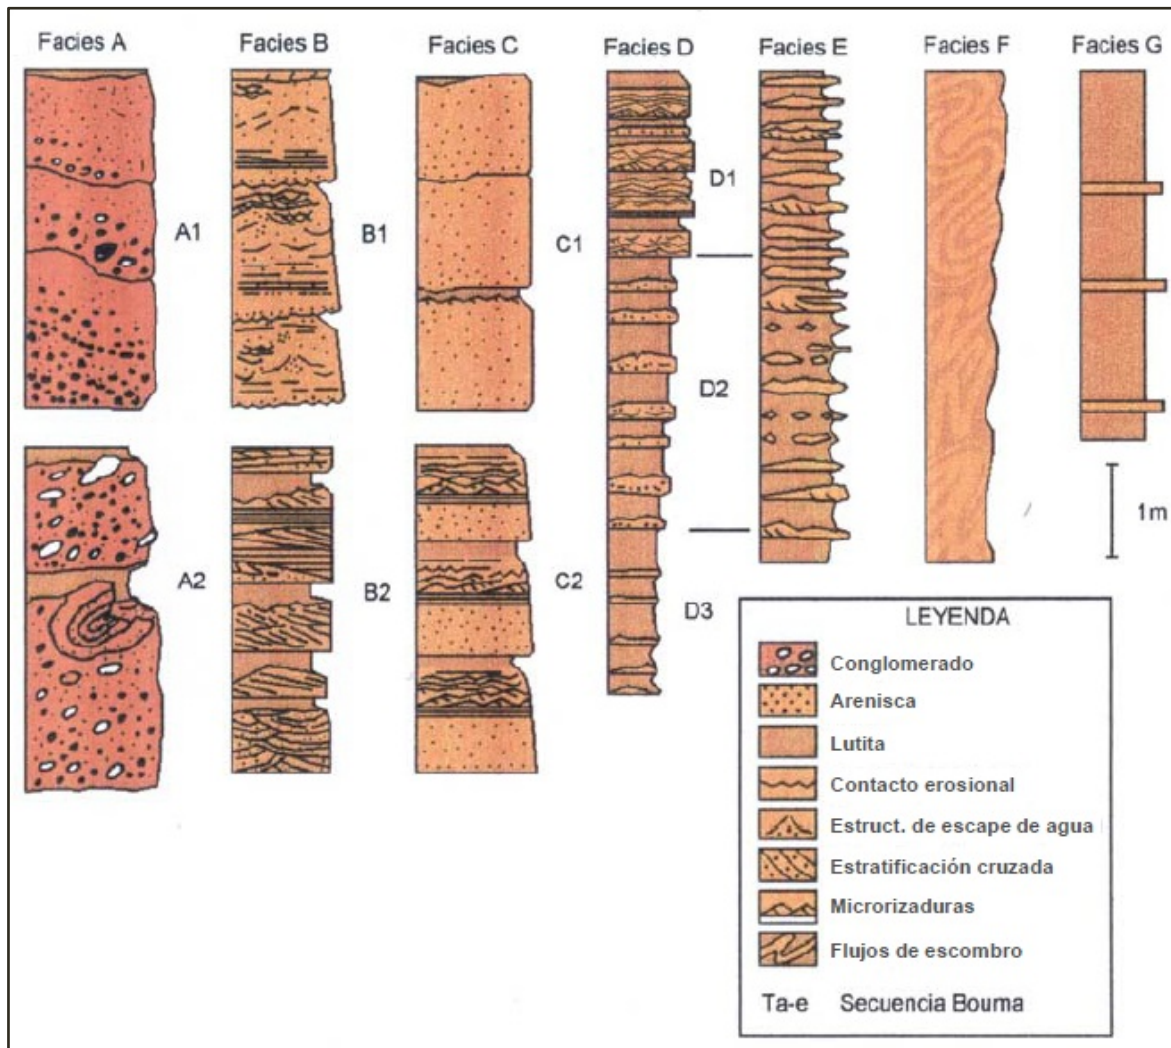 Facies A
Facies B
Facies C
Facies D
Facies E
Facies F
Facies G
A1
B1
C1
D1
D2
A2
B2
C2
D3
1m
LEYENDA
Conglomerado
Arenisca
Lutita
Contacto erosional
Estruct. de escape de agua
Estratificación cruzada
Microrizaduras
Flujos de escombro
Ta-e Secuencia Bouma